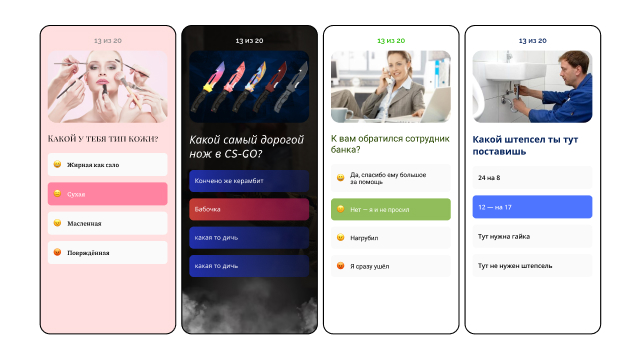 13 из 20
Какой у тебя тип кожи?
Жирная как сало
Сухая
Масленная
Повреждённая
13 из 20
Какой самый дорогой
нож в CS-GO?
Конечно же керамбит
Бабочка
какая то дичь
какая то дичь
13 из 20
К вам обратился сотрудник
банка?
Да, спасибо ему большое
за помощь
Нет — я и не просил
Нагрубил
Я сразу ушёл
13 из 20
Какой штепсел ты тут
поставишь
24 на 8
12 — на 17
Тут нужна гайка
Тут не нужен штепсель